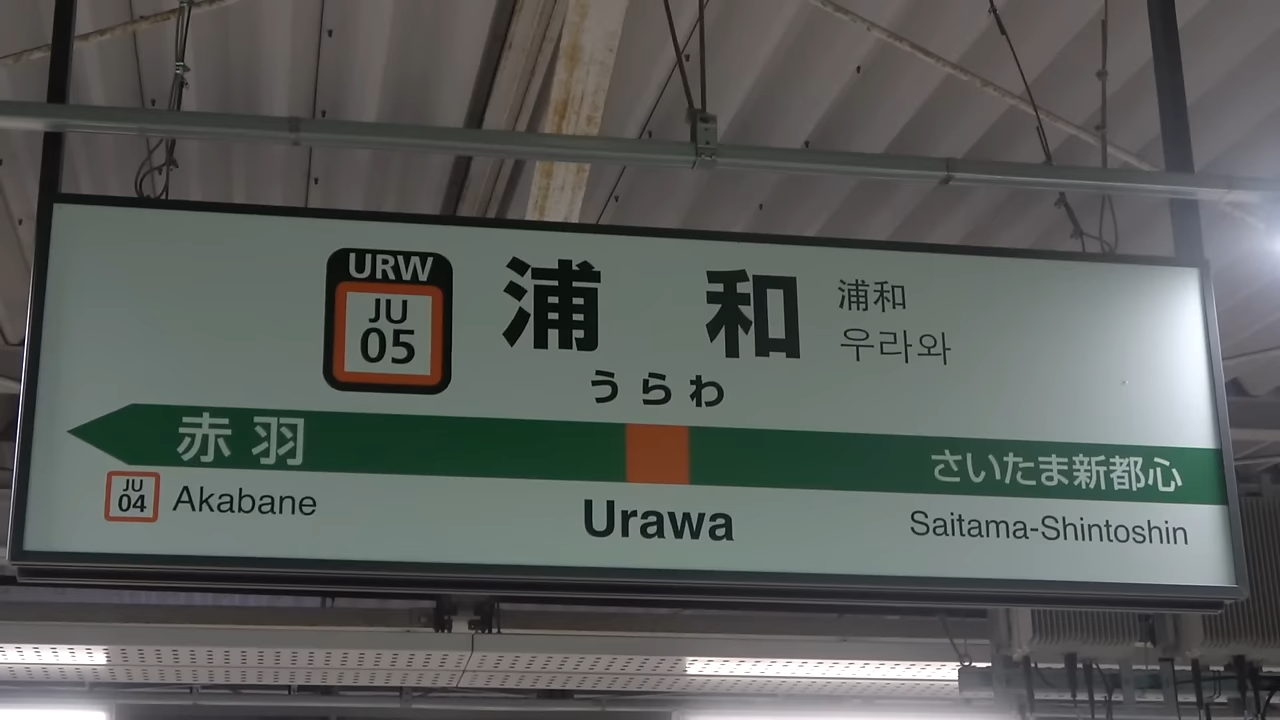 URW
JU
05
浦和
浦和
우라와
うらわ
赤羽
さいたま新都心
JU
04
Akabane
Urawa
Saitama-Shintoshin